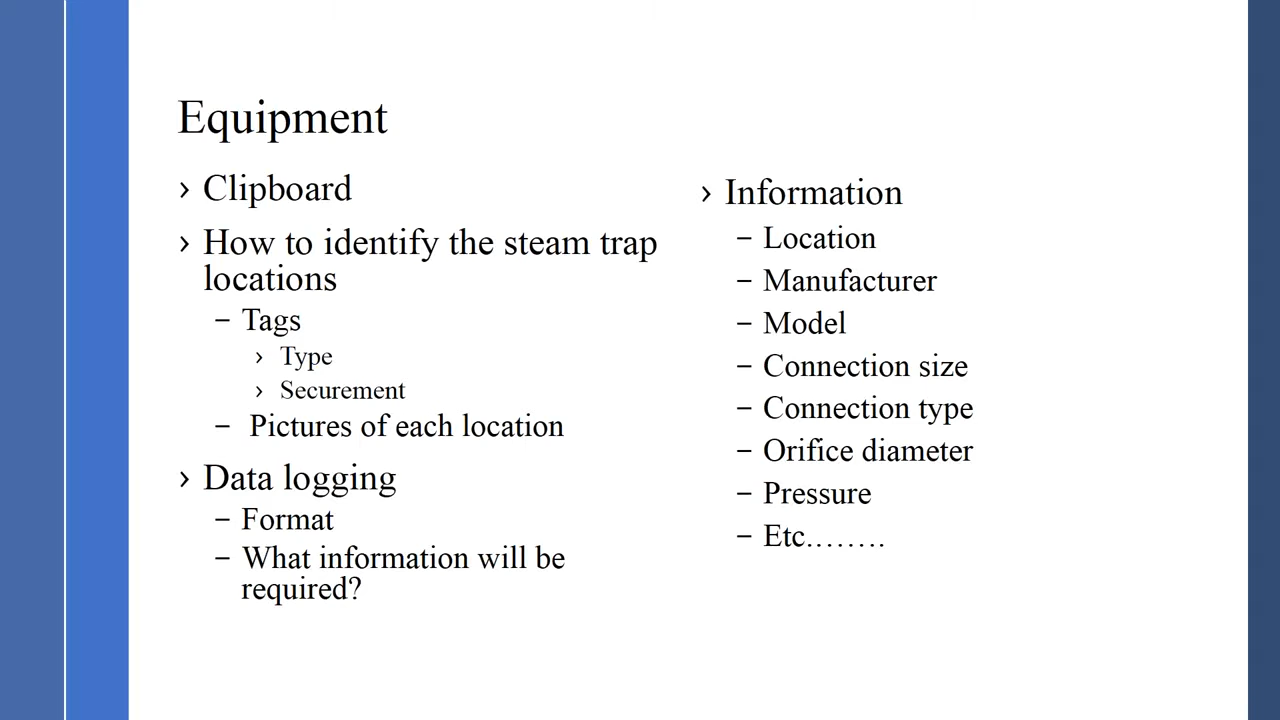 Equipment
› Clipboard
› How to identify the steam trap
locations
– Tags
› Type
› Securement
– Pictures of each location
› Data logging
– Format
– What information will be
required?
› Information
– Location
– Manufacturer
– Model
– Connection size
– Connection type
– Orifice diameter
– Pressure
– Etc……..